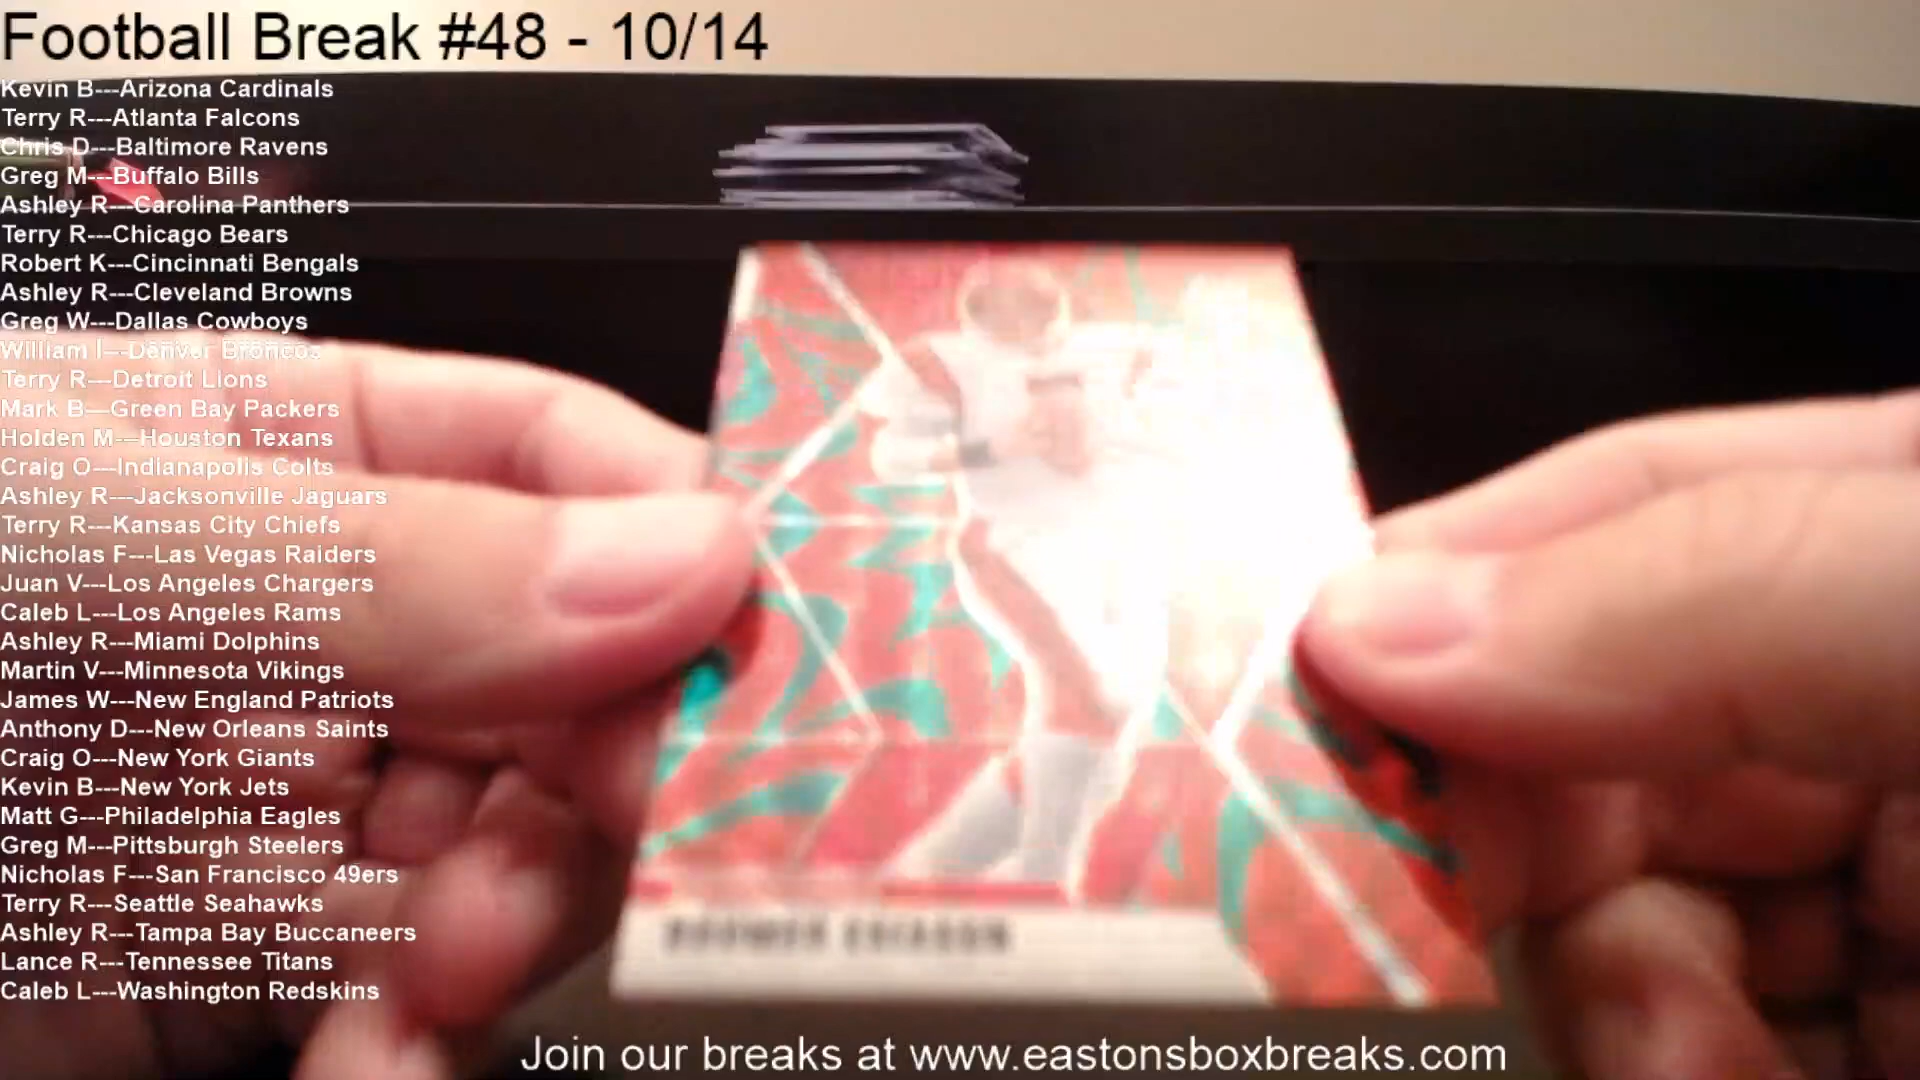 Football Break #48 - 10/14
Kevin B---Arizona Cardinals
Terry R---Atlanta Falcons
Chris D---Baltimore Ravens
Greg M---Buffalo Bills
Ashley R---Carolina Panthers
Terry R---Chicago Bears
Robert K---Cincinnati Bengals
Ashley R---Cleveland Browns
Greg W---Dallas Cowboys
William I---Denver Broncos
Terry R---Detroit Lions
Mark B---Green Bay Packers
Holden M---Houston Texans
Craig O---Indianapolis Colts
Ashley R---Jacksonville Jaguars
Terry R---Kansas City Chiefs
Nicholas F---Las Vegas Raiders
Juan V---Los Angeles Chargers
Caleb L---Los Angeles Rams
Ashley R---Miami Dolphins
Martin V---Minnesota Vikings
James W---New England Patriots
Anthony D---New Orleans Saints
Craig O---New York Giants
Kevin B---New York Jets
Matt G---Philadelphia Eagles
Greg M---Pittsburgh Steelers
Nicholas F---San Francisco 49ers
Terry R---Seattle Seahawks
Ashley R---Tampa Bay Buccaneers
Lance R---Tennessee Titans
Caleb L---Washington Redskins
BOOMER ESIASON
Join our breaks at www.eastonsboxbreaks.com